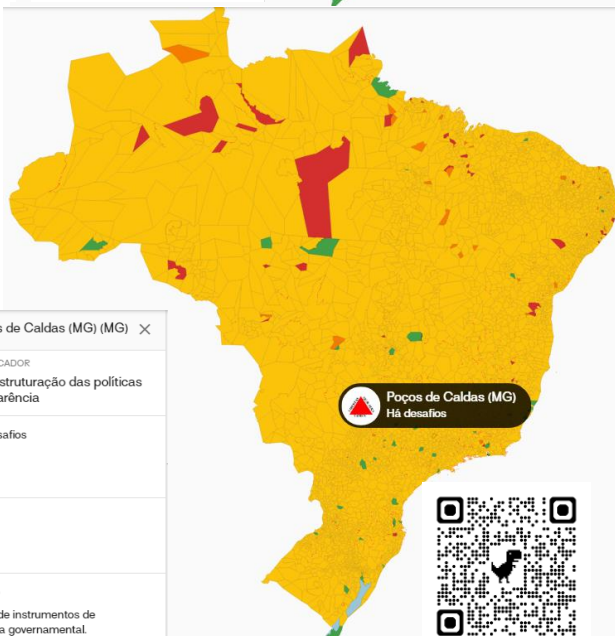 s de Caldas (MG) (MG) ×
CADOR
struturação das políticas
arência
safios
de instrumentos de
a governamental.
Poços de Caldas (MG)
Há desafios